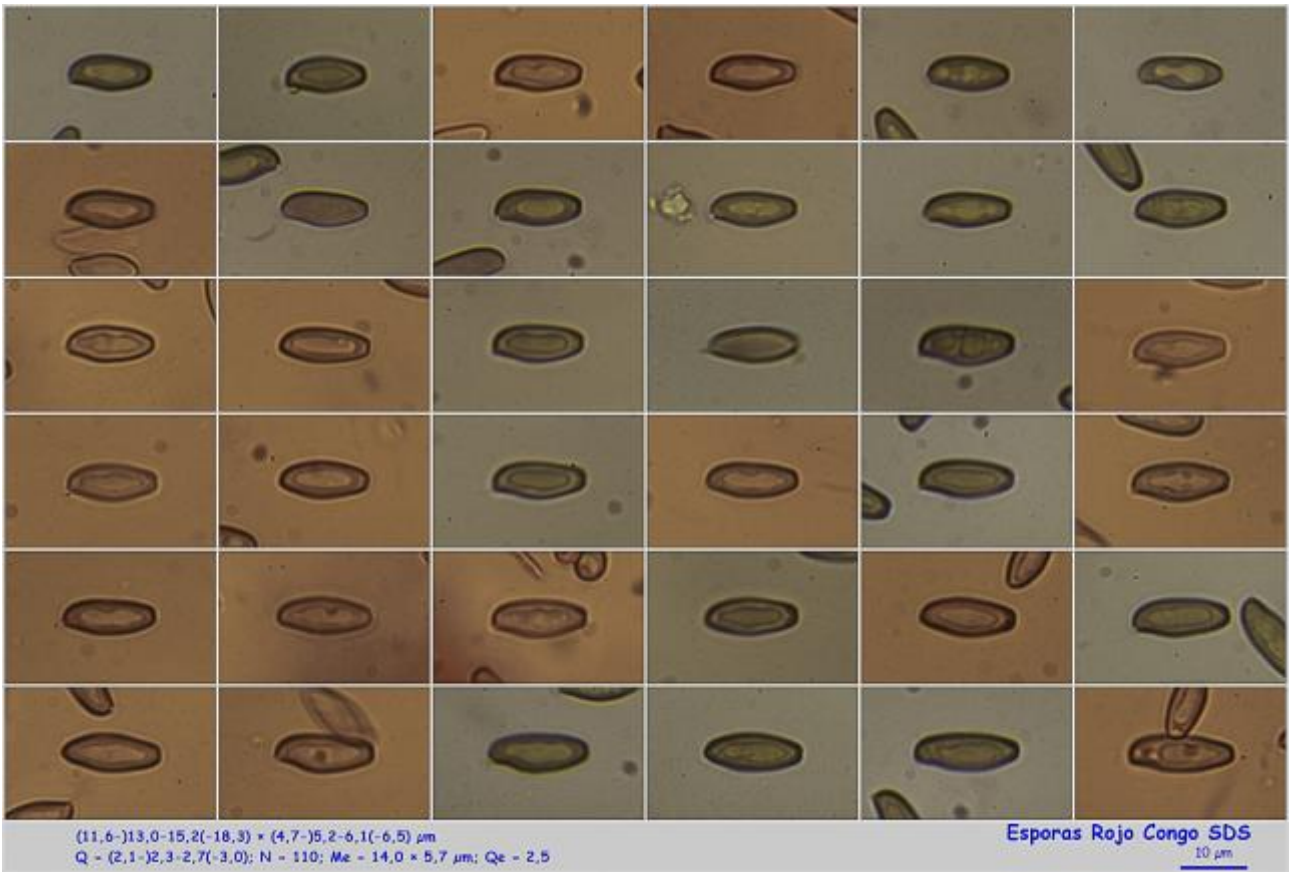 (11,6-)13,0-15,2(-18,3) × (4,7-)5,2-6,1(-6,5) µm
Q = (2,1-)2,3-2,7(-3,0); N = 110; Me = 14,0 × 5,7 µm; Qe = 2,5
Esporas Rojo Congo SDS
10 µm